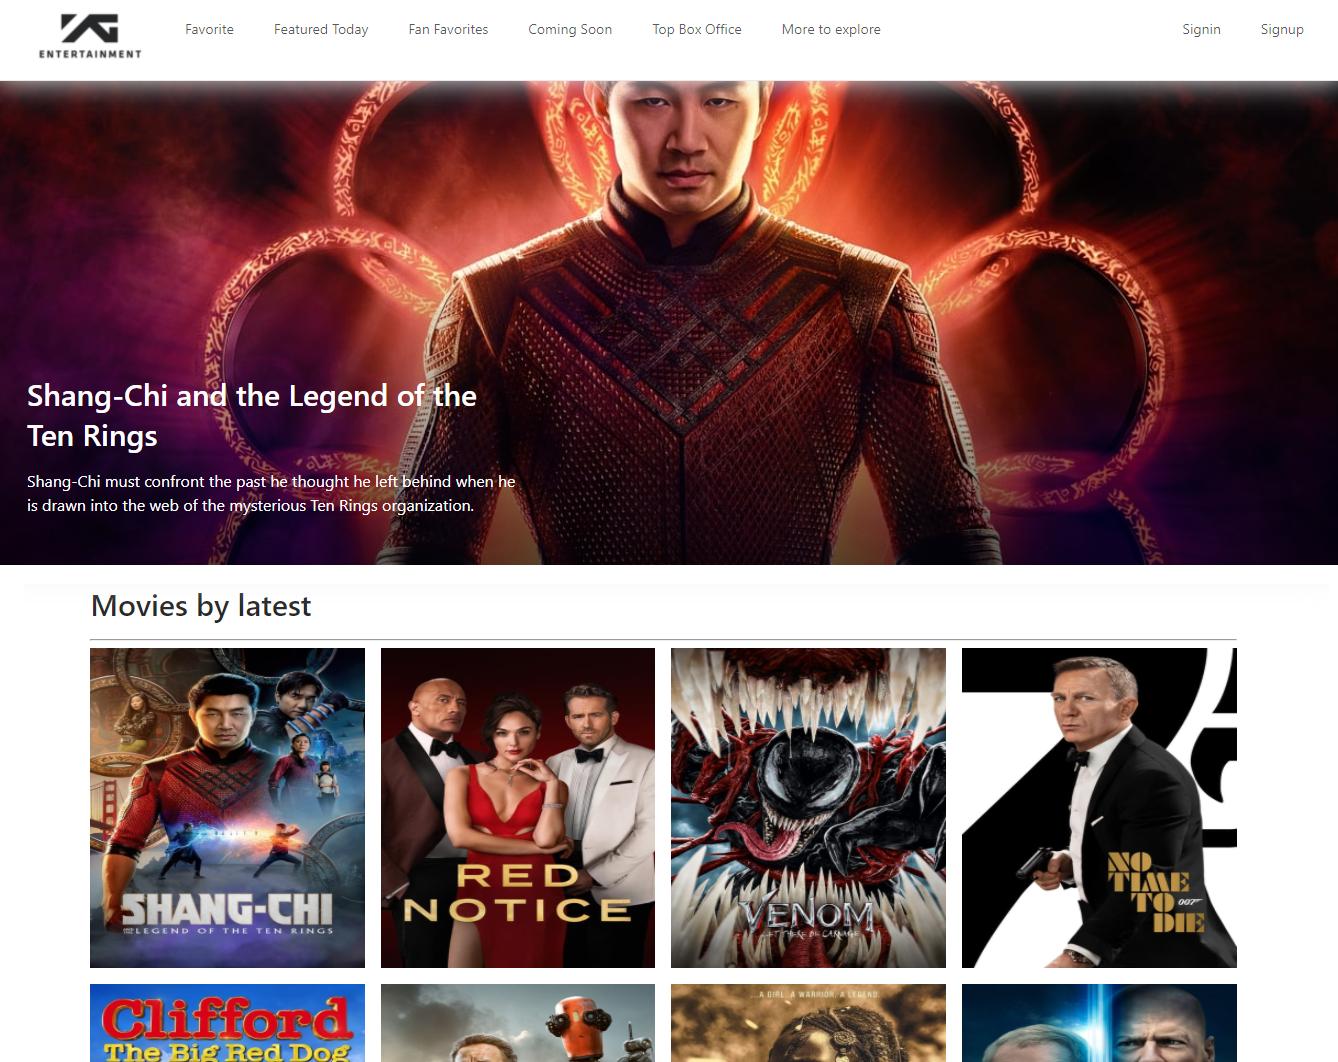 YG
ENTERTAINMENT
Favorite
Featured Today
Fan Favorites
Coming Soon
Top Box Office
More to explore
Signin
Signup
Shang-Chi and the Legend of the
Ten Rings
Shang-Chi must confront the past he thought he left behind when he
is drawn into the web of the mysterious Ten Rings organization.
Movies by latest
SHANG-CHI
AND THE LEGEND OF THE TEN RINGS
RED
NOTICE
VENOM
LET THERE BE CARNAGE
NO
TIME
TO 007
DIE
Clifford
The Big Red Dog
...A GIRL. A WARRIOR. A LEGEND.